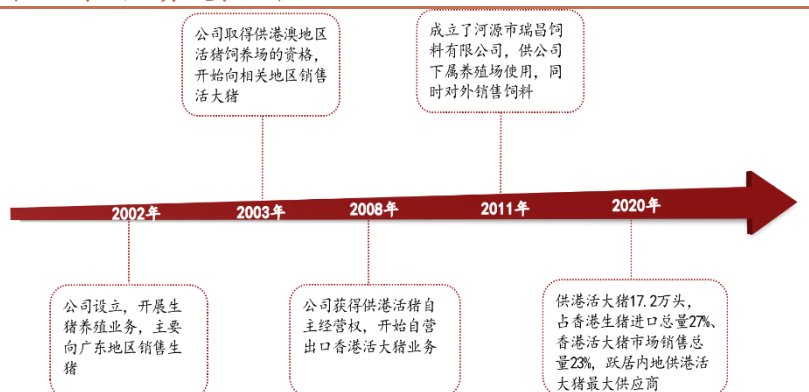 公司取得供港澳地区
活猪饲养场的资格，
开始向相关地区销售
活大猪
成立了河源市瑞昌饲
料有限公司，供公司
下属养殖场使用，同
时对外销售饲料
2002年
2003年
2008年
2011年
2020年
公司设立，开展生
猪养殖业务，主要
向广东地区销售生
猪
公司获得供港活猪自
主经营权，开始自营
出口香港活大猪业务
供港活大猪17.2万头，
占香港生猪进口总量27%、
香港活大猪市场销售总
量23%，跃居内地供港活
大猪最大供应商